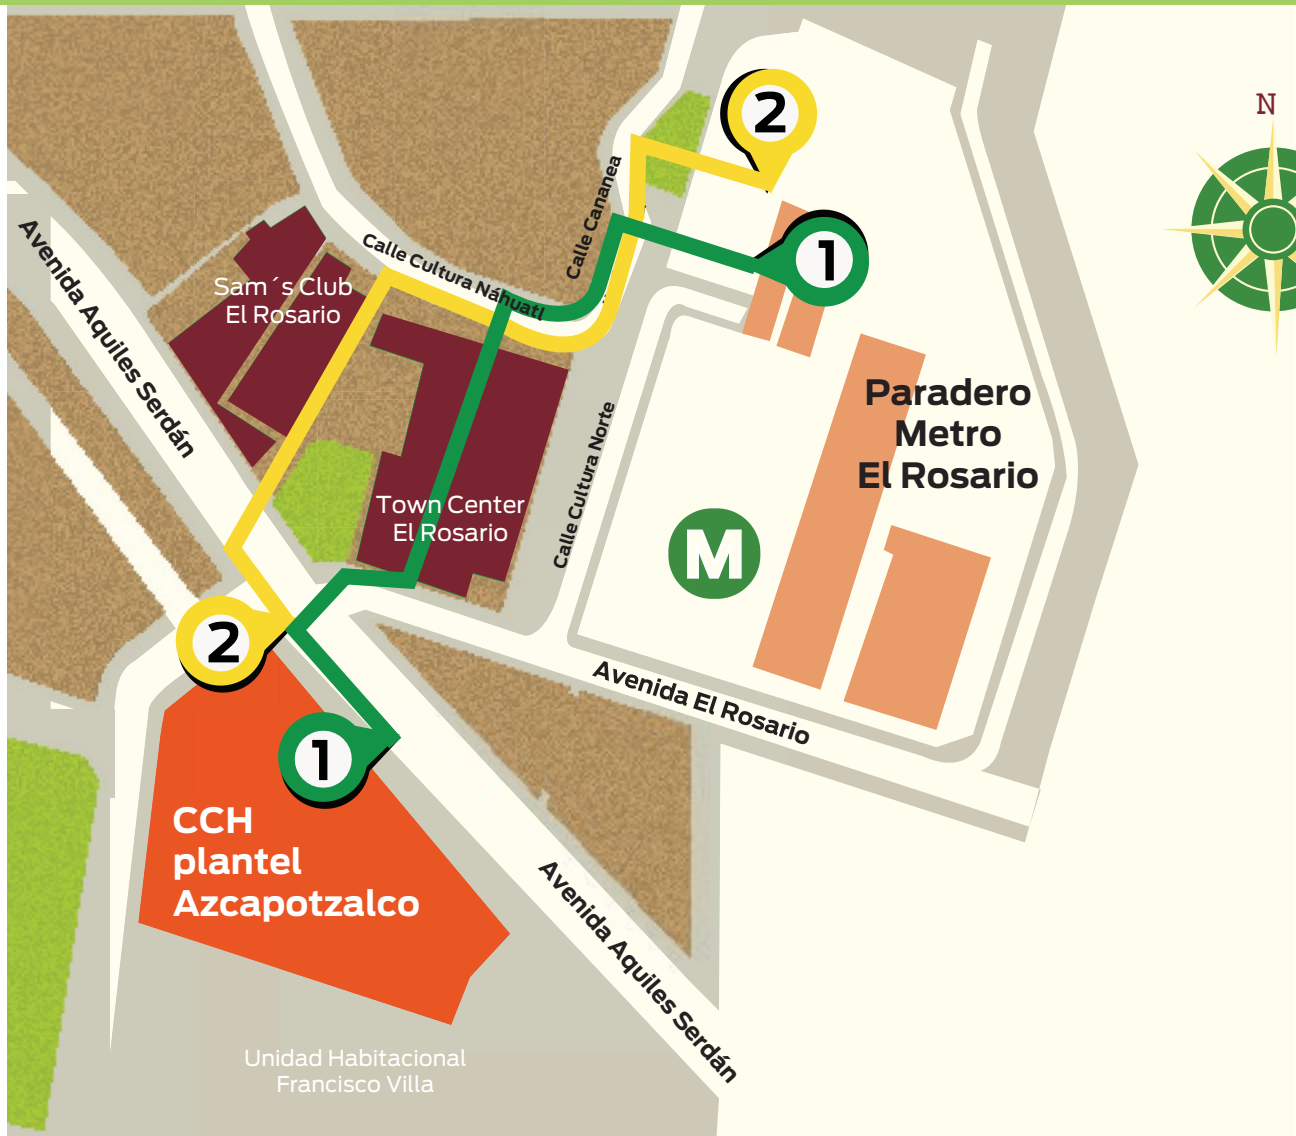 N
2
Calle Cananea
1
Avenida Aquiles Serdán
Calle Cultura Náhuatl
Sam´s Club
El Rosario
Paradero
Metro
El Rosario
Calle Cultura Norte
Town Center
El Rosario
M
2
Avenida El Rosario
1
CCH
plantel
Azcapotzalco
Avenida Aquiles Serdán
Unidad Habitacional
Francisco Villa